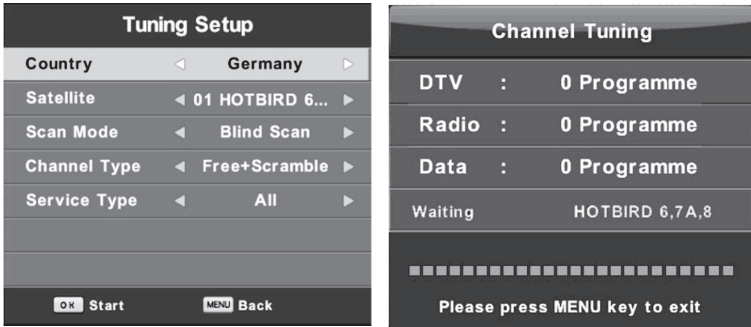 Tuning Setup
Country Germany
Satellite 01 HOTBIRD 6...
Scan Mode Blind Scan
Channel Type Free+Scramble
Service Type All
OK Start MENU Back
Channel Tuning
DTV : 0 Programme
Radio : 0 Programme
Data : 0 Programme
Waiting HOTBIRD 6,7A,8
Please press MENU key to exit